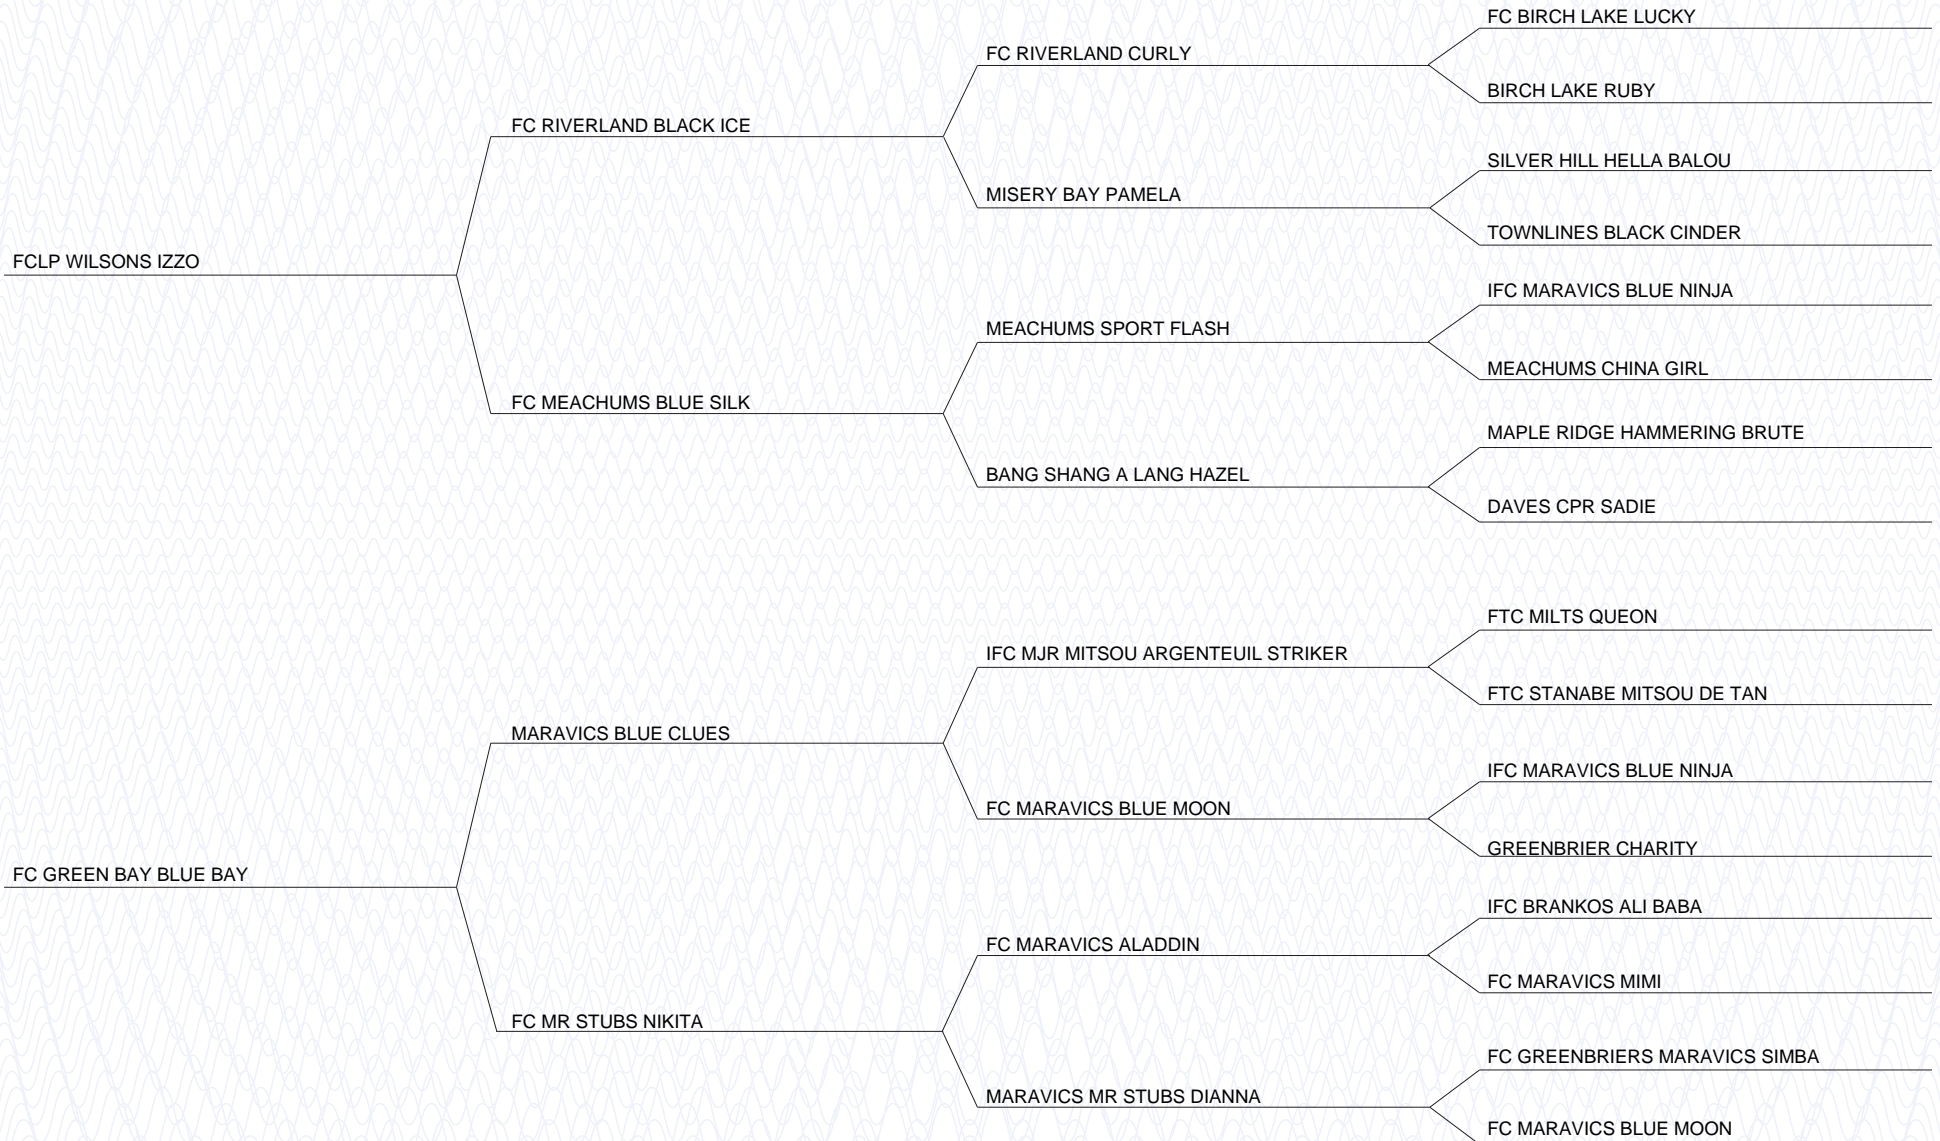 FC BIRCH LAKE LUCKY
FC RIVERLAND CURLY
BIRCH LAKE RUBY
FC RIVERLAND BLACK ICE
SILVER HILL HELLA BALOU
MISERY BAY PAMELA
TOWNLINES BLACK CINDER
FCLP WILSONS IZZO
IFC MARAVICS BLUE NINJA
MEACHUMS SPORT FLASH
MEACHUMS CHINA GIRL
FC MEACHUMS BLUE SILK
MAPLE RIDGE HAMMERING BRUTE
BANG SHANG A LANG HAZEL
DAVES CPR SADIE
FTC MILTS QUEON
IFC MJR MITSOU ARGENTEUIL STRIKER
FTC STANABE MITSOU DE TAN
MARAVICS BLUE CLUES
IFC MARAVICS BLUE NINJA
FC MARAVICS BLUE MOON
GREENBRIER CHARITY
FC GREEN BAY BLUE BAY
IFC BRANKOS ALI BABA
FC MARAVICS ALADDIN
FC MARAVICS MIMI
FC MR STUBS NIKITA
FC GREENBRIERS MARAVICS SIMBA
MARAVICS MR STUBS DIANNA
FC MARAVICS BLUE MOON